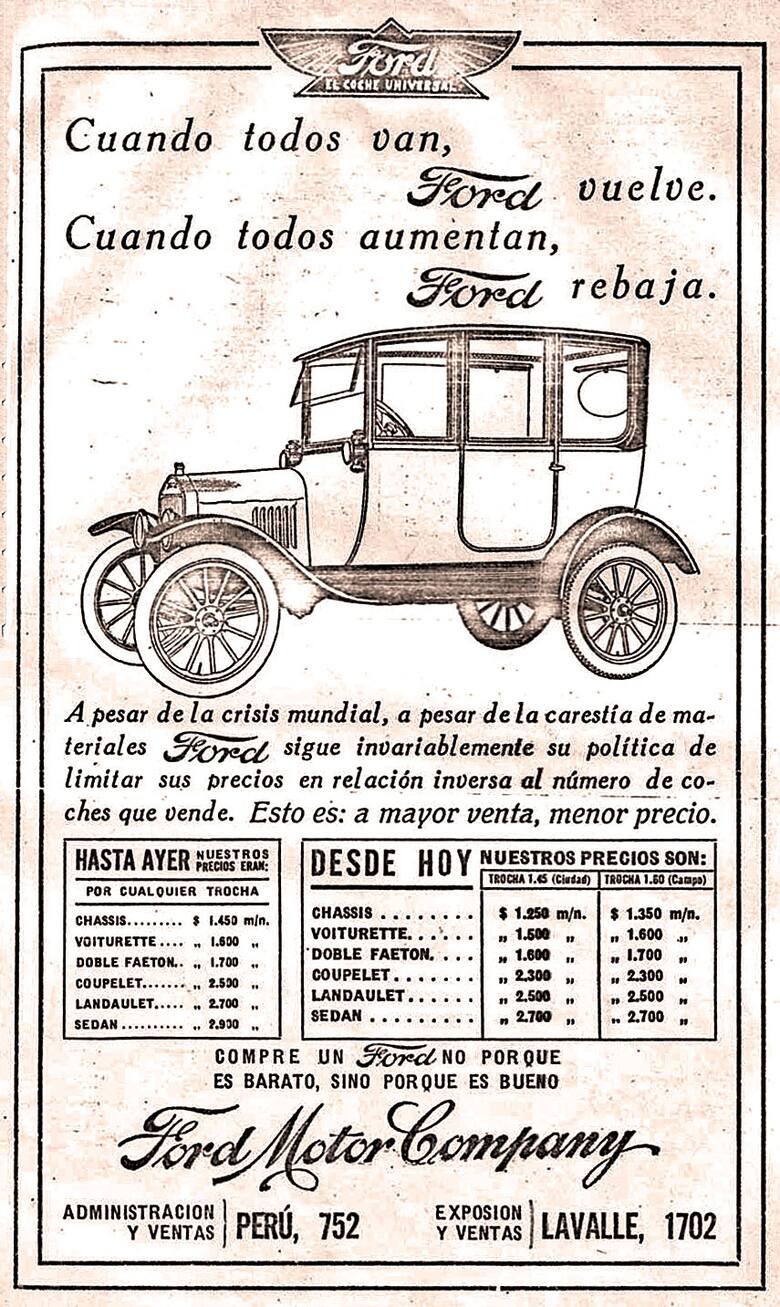 Ford
EL COCHE UNIVERSAL
Cuando todos van,
Ford vuelve.
Cuando todos aumentan,
Ford rebaja.
A pesar de la crisis mundial, a pesar de la carestía de ma-
teriales Ford sigue invariablemente su política de
limitar sus precios en relación inversa al número de co-
ches que vende. Esto es: a mayor venta, menor precio.
HASTA AYER NUESTROS PRECIOS ERAN:
POR CUALQUIER TROCHA
CHASSIS......... $ 1.450 m/n.
VOITURETTE.... „ 1.600 „
DOBLE FAETON.. „ 1.700 „
COUPELET....... „ 2.500 „
LANDAULET..... „ 2.700 „
SEDAN.......... „ 2.900 „
DESDE HOY NUESTROS PRECIOS SON:
TROCHA 1.45 (Ciudad) TROCHA 1.60 (Campo)
CHASSIS ........ $ 1.250 m/n. $ 1.350 m/n.
VOITURETTE...... „ 1.500 „ „ 1.600 „
DOBLE FAETON. ... „ 1.600 „ „ 1.700 „
COUPELET...... „ 2.300 „ „ 2.300 „
LANDAULET...... „ 2.500 „ „ 2.500 „
SEDAN ......... „ 2.700 „ „ 2.700 „
COMPRE UN Ford NO PORQUE
ES BARATO, SINO PORQUE ES BUENO
Ford Motor Company
ADMINISTRACION Y VENTAS PERÚ, 752
EXPOSION Y VENTAS LAVALLE, 1702